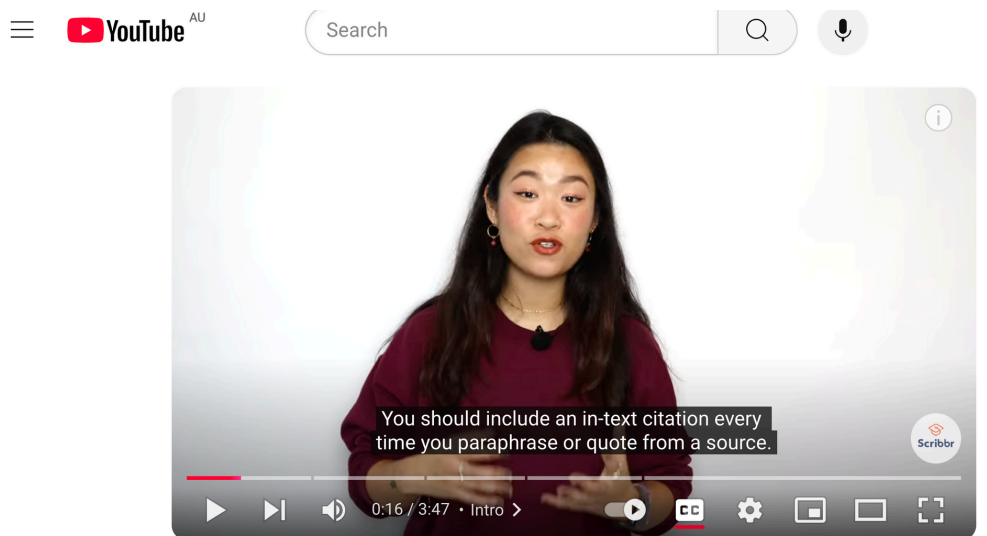 YouTube AU
Search
You should include an in-text citation every
time you paraphrase or quote from a source.
Scribbr
0:16 / 3:47 • Intro
CC